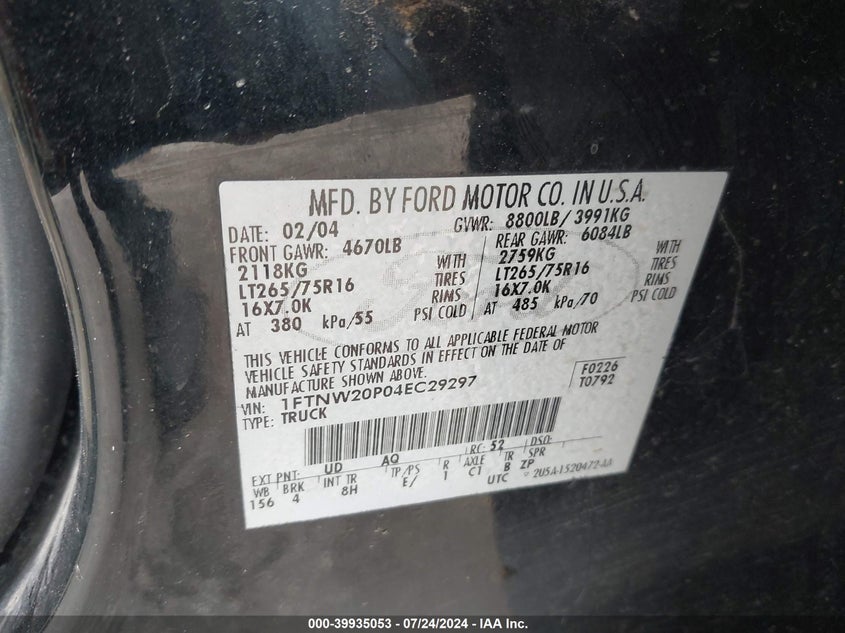 MFD. BY FORD MOTOR CO. IN U.S.A.
DATE: 02/04 GVWR: 8800LB/ 3991KG
FRONT GAWR: 4670LB REAR GAWR: 6084LB
2118KG WITH 2759KG WITH
LT265/75R16 TIRES LT265/75R16 TIRES
16X7.0K RIMS 16X7.0K RIMS
AT 380 kPa/55 PSI COLD AT 485 kPa/70 PSI COLD
THIS VEHICLE CONFORMS TO ALL APPLICABLE FEDERAL MOTOR
VEHICLE SAFETY STANDARDS IN EFFECT ON THE DATE OF
MANUFACTURE SHOWN ABOVE.
VIN: 1FTNW20P04EC29297 F0226
TYPE: TRUCK T0792
EXT PNT: UD AQ RC: 52 DSO:
WB BRK INT TR TP/PS R AXLE TR SPR
156 4 8H E/ 1 C1 B ZP
UTC 2U5A-1520472-AA
000-39935053 - 07/24/2024 - IAA Inc.